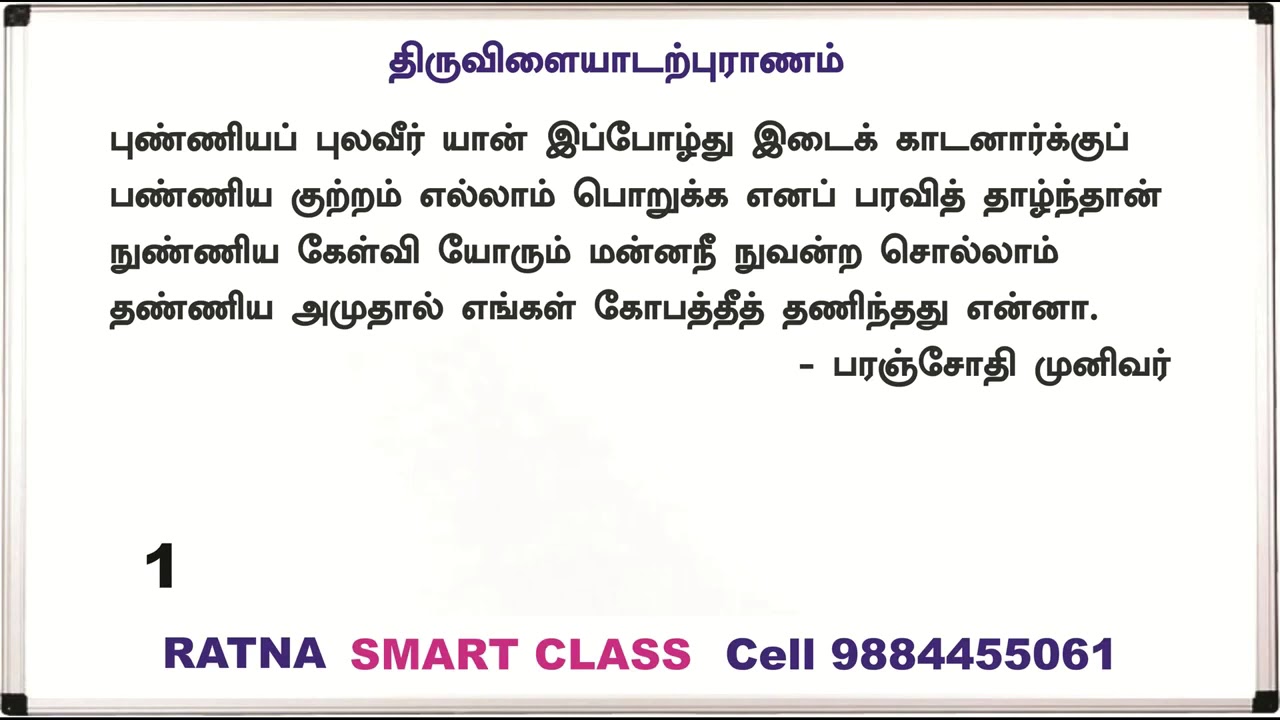 திருவிளையாடற்புராணம்
புண்ணியப் புலவீர் யான் இப்போழ்து இடைக் காடனார்க்குப்
பண்ணிய குற்றம் எல்லாம் பொறுக்க எனப் பரவித் தாழ்ந்தான்
நுண்ணிய கேள்வி யோரும் மன்னநீ நுவன்ற சொல்லாம்
தண்ணிய அமுதால் எங்கள் கோபத்தீத் தணிந்தது என்னா.
- பரஞ்சோதி முனிவர்
1
RATNA SMART CLASS Cell 9884455061